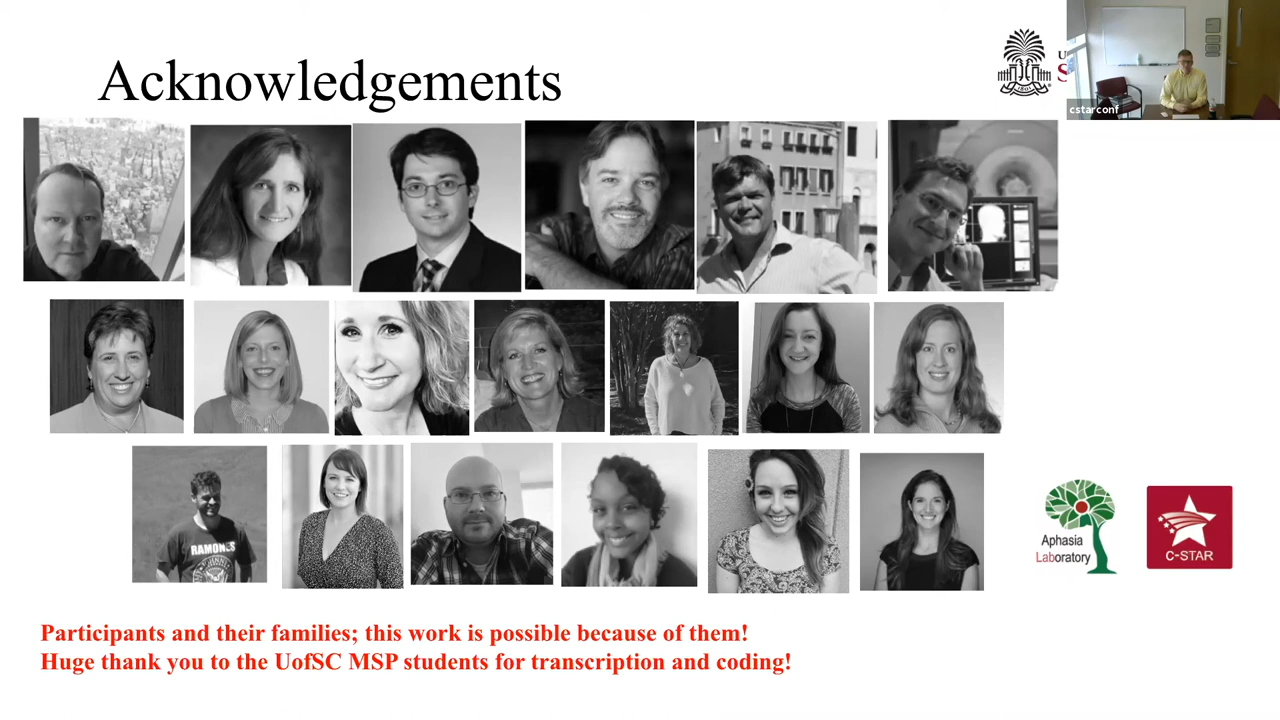 Acknowledgements
cstarconf
RAMONES
Aphasia
Laboratory
C-STAR
Participants and their families; this work is possible because of them!
Huge thank you to the UofSC MSP students for transcription and coding!